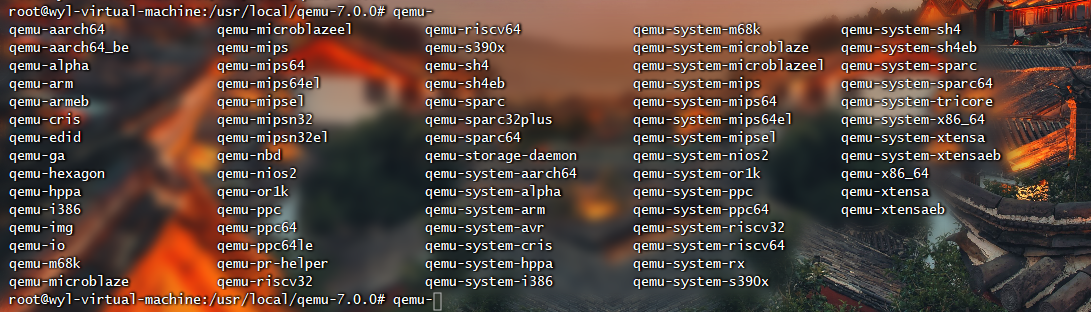 root@wyl-virtual-machine:/usr/local/qemu-7.0.0# qemu-
qemu-aarch64 qemu-microblazeel qemu-riscv64 qemu-system-m68k qemu-system-sh4
qemu-aarch64_be qemu-mips qemu-s390x qemu-system-microblaze qemu-system-sh4eb
qemu-alpha qemu-mips64 qemu-sh4 qemu-system-microblazeel qemu-system-sparc
qemu-arm qemu-mips64el qemu-sh4eb qemu-system-mips qemu-system-sparc64
qemu-armeb qemu-mipsel qemu-sparc qemu-system-mips64 qemu-system-tricore
qemu-cris qemu-mipsn32 qemu-sparc32plus qemu-system-mips64el qemu-system-x86_64
qemu-edid qemu-mipsn32el qemu-sparc64 qemu-system-mipsel qemu-system-xtensa
qemu-ga qemu-nbd qemu-storage-daemon qemu-system-nios2 qemu-system-xtensaeb
qemu-hexagon qemu-nios2 qemu-system-aarch64 qemu-system-or1k qemu-x86_64
qemu-hppa qemu-or1k qemu-system-alpha qemu-system-ppc qemu-xtensa
qemu-i386 qemu-ppc qemu-system-arm qemu-system-ppc64 qemu-xtensaeb
qemu-img qemu-ppc64 qemu-system-avr qemu-system-riscv32
qemu-io qemu-ppc64le qemu-system-cris qemu-system-riscv64
qemu-m68k qemu-pr-helper qemu-system-hppa qemu-system-rx
qemu-microblaze qemu-riscv32 qemu-system-i386 qemu-system-s390x
root@wyl-virtual-machine:/usr/local/qemu-7.0.0# qemu-